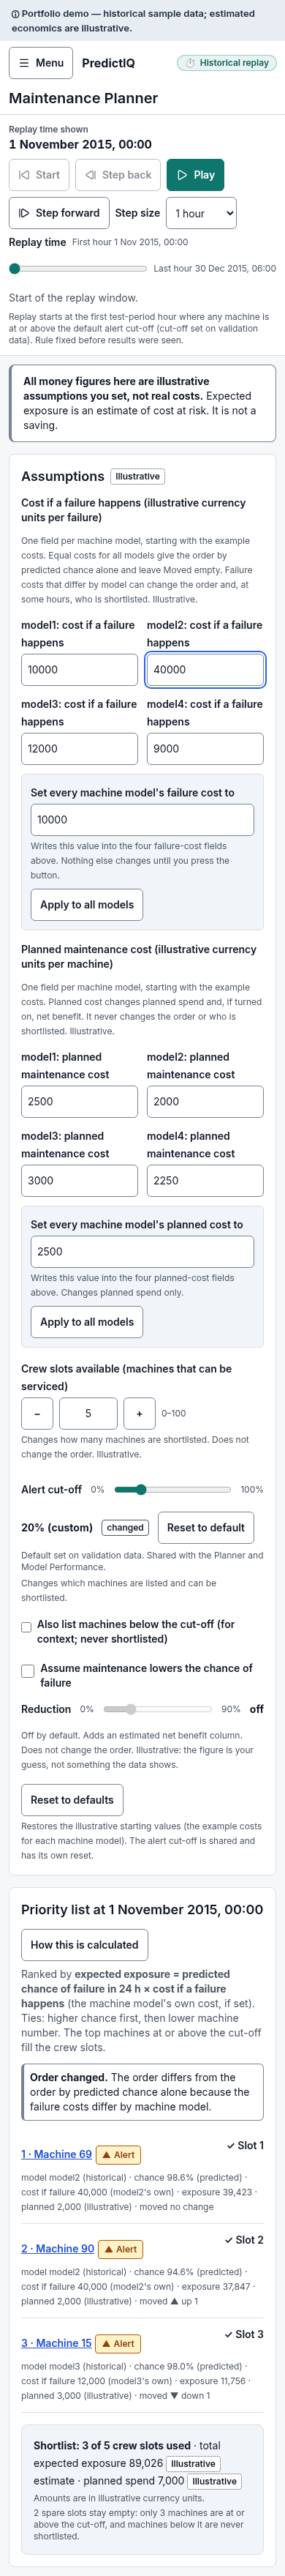 Portfolio demo — historical sample data; estimated
economics are illustrative.
Menu
PredictIQ
Historical replay
Maintenance Planner
Replay time shown
1 November 2015, 00:00
Start
Step back
Play
Step forward
Step size
1 hour
Replay time First hour 1 Nov 2015, 00:00
Last hour 30 Dec 2015, 06:00
Start of the replay window.
Replay starts at the first test-period hour where any machine is
at or above the default alert cut-off (cut-off set on validation
data). Rule fixed before results were seen.
All money figures here are illustrative
assumptions you set, not real costs. Expected
exposure is an estimate of cost at risk. It is not a
saving.
Assumptions Illustrative
Cost if a failure happens (illustrative currency
units per failure)
One field per machine model, starting with the example
costs. Equal costs for all models give the order by
predicted chance alone and leave Moved empty. Failure
costs that differ by model can change the order and, at
some hours, who is shortlisted. Illustrative.
model1: cost if a failure
happens
10000
model2: cost if a failure
happens
40000
model3: cost if a failure
happens
12000
model4: cost if a failure
happens
9000
Set every machine model's failure cost to
10000
Writes this value into the four failure-cost fields
above. Nothing else changes until you press the
button.
Apply to all models
Planned maintenance cost (illustrative currency
units per machine)
One field per machine model, starting with the example
costs. Planned cost changes planned spend and, if turned
on, net benefit. It never changes the order or who is
shortlisted. Illustrative.
model1: planned
maintenance cost
2500
model2: planned
maintenance cost
2000
model3: planned
maintenance cost
3000
model4: planned
maintenance cost
2250
Set every machine model's planned cost to
2500
Writes this value into the four planned-cost fields
above. Changes planned spend only.
Apply to all models
Crew slots available (machines that can be
serviced)
− 5 + 0–100
Changes how many machines are shortlisted. Does not
change the order. Illustrative.
Alert cut-off 0% 100%
20% (custom) changed Reset to default
Default set on validation data. Shared with the Planner and
Model Performance.
Changes which machines are listed and can be
shortlisted.
Also list machines below the cut-off (for
context; never shortlisted)
Assume maintenance lowers the chance of
failure
Reduction 0% 90% off
Off by default. Adds an estimated net benefit column.
Does not change the order. Illustrative: the figure is your
guess, not something the data shows.
Reset to defaults
Restores the illustrative starting values (the example costs
for each machine model). The alert cut-off is shared and
has its own reset.
Priority list at 1 November 2015, 00:00
How this is calculated
Ranked by expected exposure = predicted
chance of failure in 24 h × cost if a failure
happens (the machine model's own cost, if set).
Ties: higher chance first, then lower machine
number. The top machines at or above the cut-off
fill the crew slots.
Order changed. The order differs from the
order by predicted chance alone because the
failure costs differ by machine model.
1 · Machine 69 ▲ Alert ✓ Slot 1
model model2 (historical) · chance 98.6% (predicted) ·
cost if failure 40,000 (model2's own) · exposure 39,423 ·
planned 2,000 (illustrative) · moved no change
2 · Machine 90 ▲ Alert ✓ Slot 2
model model2 (historical) · chance 94.6% (predicted) ·
cost if failure 40,000 (model2's own) · exposure 37,847 ·
planned 2,000 (illustrative) · moved ▲ up 1
3 · Machine 15 ▲ Alert ✓ Slot 3
model model3 (historical) · chance 98.0% (predicted) ·
cost if failure 12,000 (model3's own) · exposure 11,756 ·
planned 3,000 (illustrative) · moved ▼ down 1
Shortlist: 3 of 5 crew slots used · total
expected exposure 89,026 Illustrative
estimate · planned spend 7,000 Illustrative
Amounts are in illustrative currency units.
2 spare slots stay empty: only 3 machines are at or
above the cut-off, and machines below it are never
shortlisted.